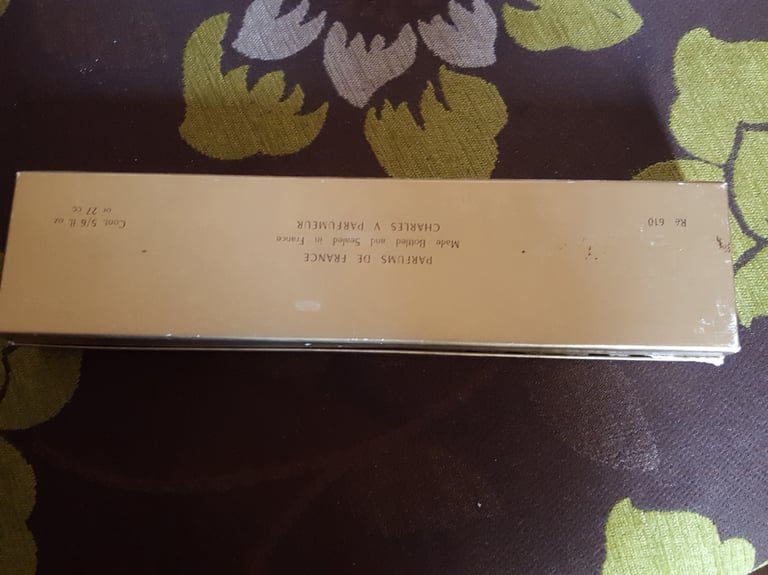 Ré 610
PARFUMS DE FRANCE
Made Bottled and Sealed in France
CHARLES V PARFUMEUR
Cont. 5/6 fl. oz
or 27 cc